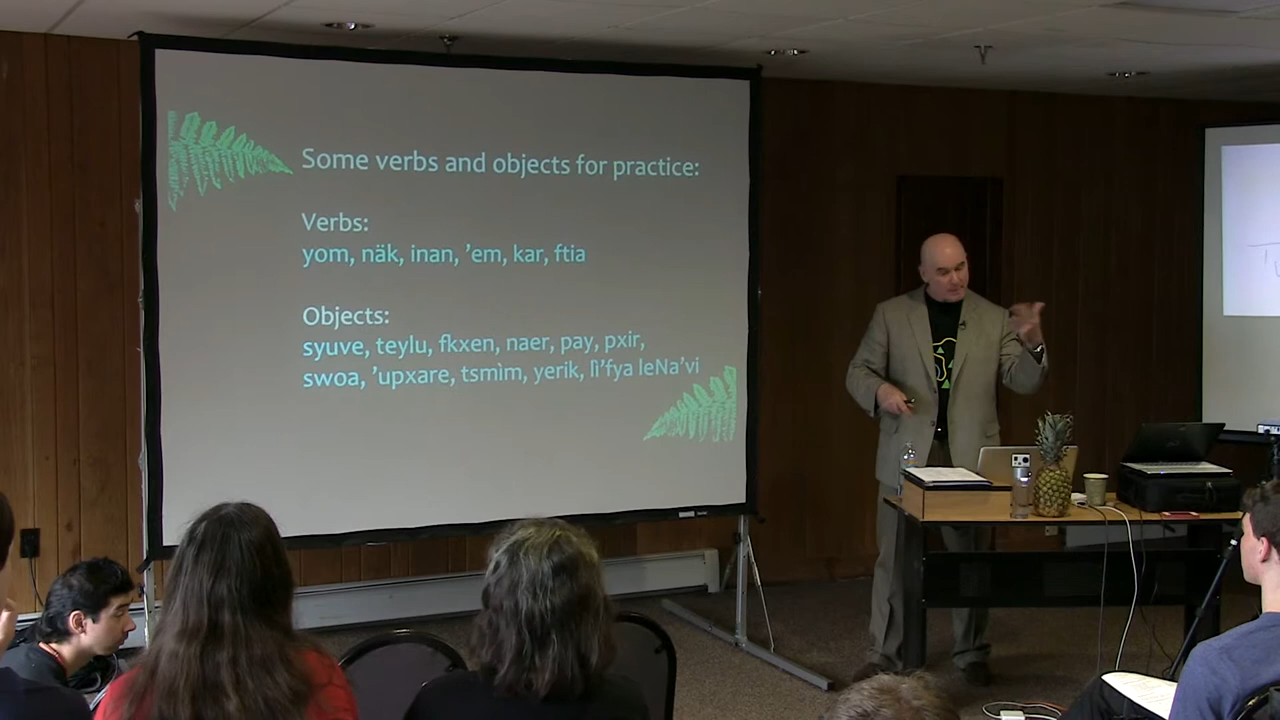 Some verbs and objects for practice:
Verbs:
yom, näk, inan, ’em, kar, ftia
Objects:
syuve, teylu, fkxen, naer, pay, pxir,
swoa, ’upxare, tsmìm, yerik, lì’fya leNa’vi